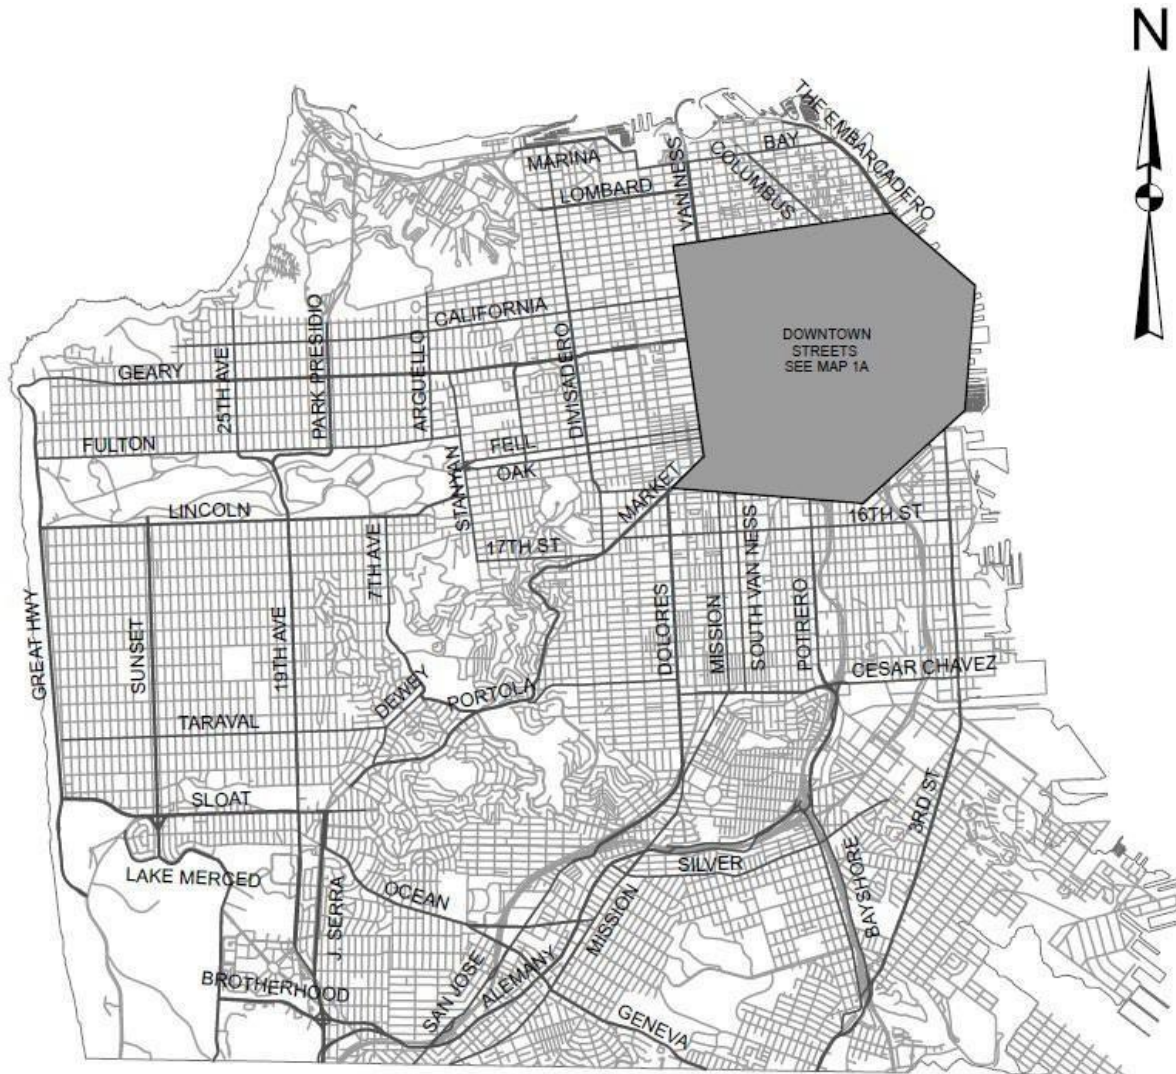 N
THE EMBARCADERO
BAY
COLUMBUS
VAN NESS
MARINA
LOMBARD
CALIFORNIA
DOWNTOWN
STREETS
SEE MAP 1A
GEARY
25TH AVE
PARK PRESIDIO
ARGUELLO
DIVISADERO
FULTON
FELL
OAK
STANYAN
MARKET
LINCOLN
17TH ST
16TH ST
7TH AVE
GREAT HWY
SUNSET
19TH AVE
DOLORES
MISSION
SOUTH VAN NESS
POTRERO
CESAR CHAVEZ
DEWEY
PORTOLA
TARAVAL
SLOAT
3RD ST
LAKE MERCED
J. SERRA
OCEAN
SILVER
BAYSHORE
MISSION
BROTHERHOOD
SAN JOSE
ALEMANY
GENEVA